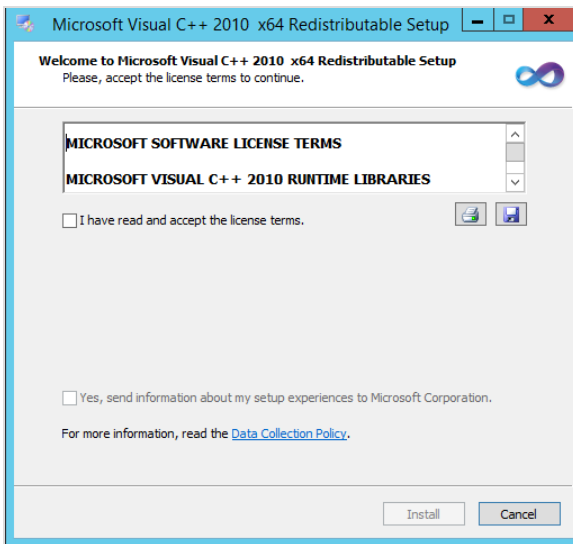 Microsoft Visual C++ 2010  x64 Redistributable Setup
Welcome to Microsoft Visual C++ 2010  x64 Redistributable Setup
Please, accept the license terms to continue.
MICROSOFT SOFTWARE LICENSE TERMS
MICROSOFT VISUAL C++ 2010 RUNTIME LIBRARIES
I have read and accept the license terms.
Yes, send information about my setup experiences to Microsoft Corporation.
For more information, read the Data Collection Policy.
Install Cancel